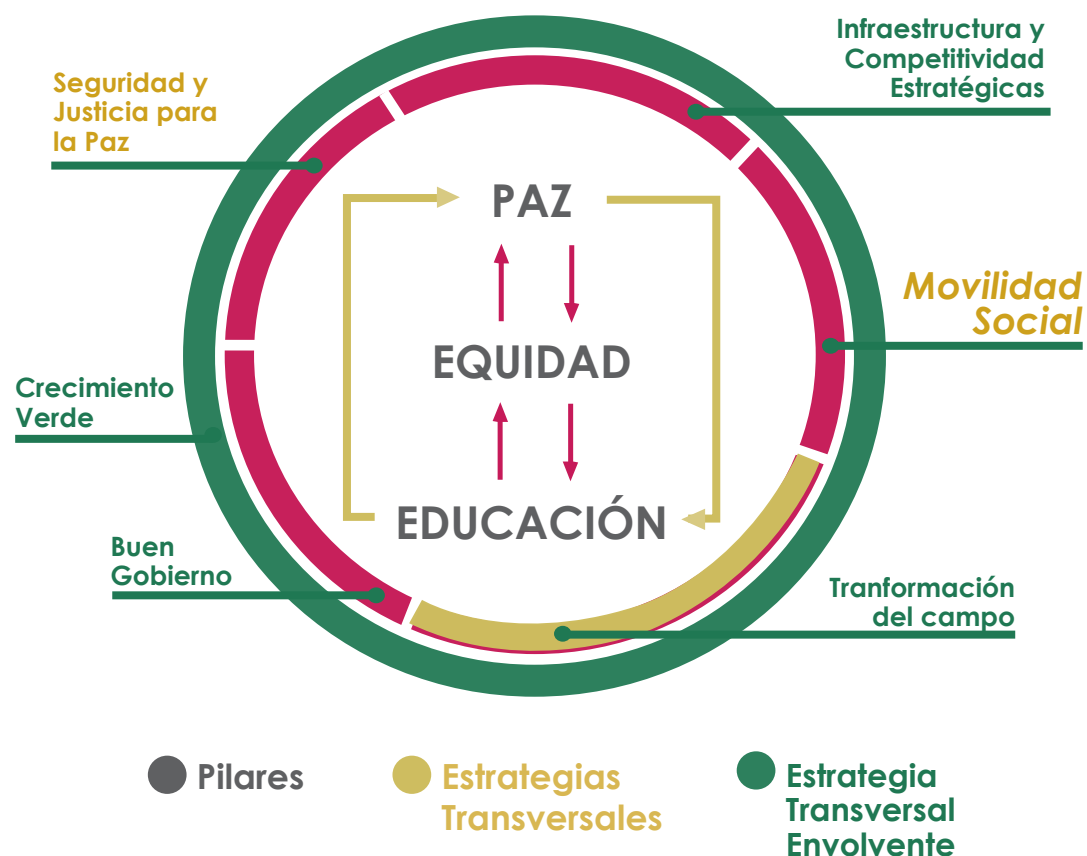 Infraestructura y
Competitividad
Estratégicas
Seguridad y
Justicia para
la Paz
PAZ
Movilidad
Social
EQUIDAD
Crecimiento
Verde
EDUCACIÓN
Buen
Gobierno
Tranformación
del campo
Pilares
Estrategias
Transversales
Estrategia
Transversal
Envolvente